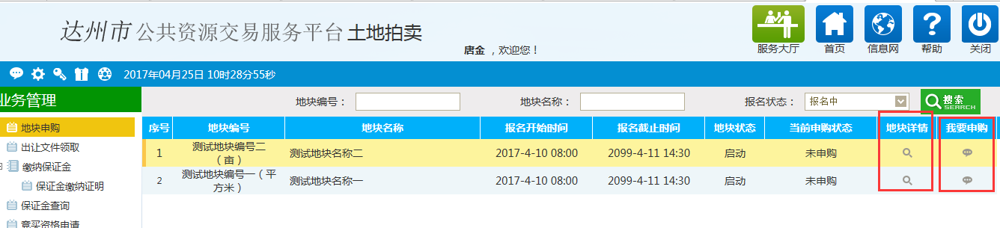 达州市 公共资源交易服务平台 土地拍卖
唐金 ，欢迎您！
服务大厅 首页 信息网 帮助 关闭
2017年04月25日 10时28分55秒
业务管理
地块申购
出让文件领取
缴纳保证金
保证金缴纳证明
保证金查询
竞买资格申请
地块编号： 地块名称： 报名状态： 报名中 搜索 SEARCH
序号 地块编号 地块名称 报名开始时间 报名截止时间 地块状态 当前申购状态 地块详情 我要申购
1 测试地块编号二（亩） 测试地块名称二 2017-4-10 08:00 2099-4-11 14:30 启动 未申购
2 测试地块编号一（平方米） 测试地块名称一 2017-4-10 08:00 2099-4-11 14:30 启动 未申购